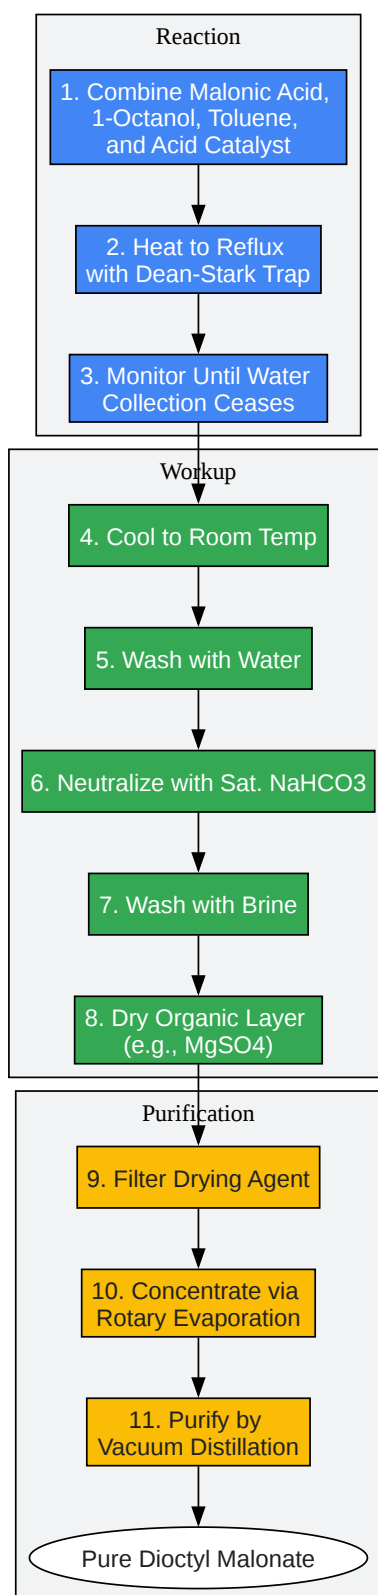 Reaction
1. Combine Malonic Acid,
1-Octanol, Toluene,
and Acid Catalyst
2. Heat to Reflux
with Dean-Stark Trap
3. Monitor Until Water
Collection Ceases
Workup
4. Cool to Room Temp
5. Wash with Water
6. Neutralize with Sat. NaHCO3
7. Wash with Brine
8. Dry Organic Layer
(e.g., MgSO4)
Purification
9. Filter Drying Agent
10. Concentrate via
Rotary Evaporation
11. Purify by
Vacuum Distillation
Pure Dioctyl Malonate